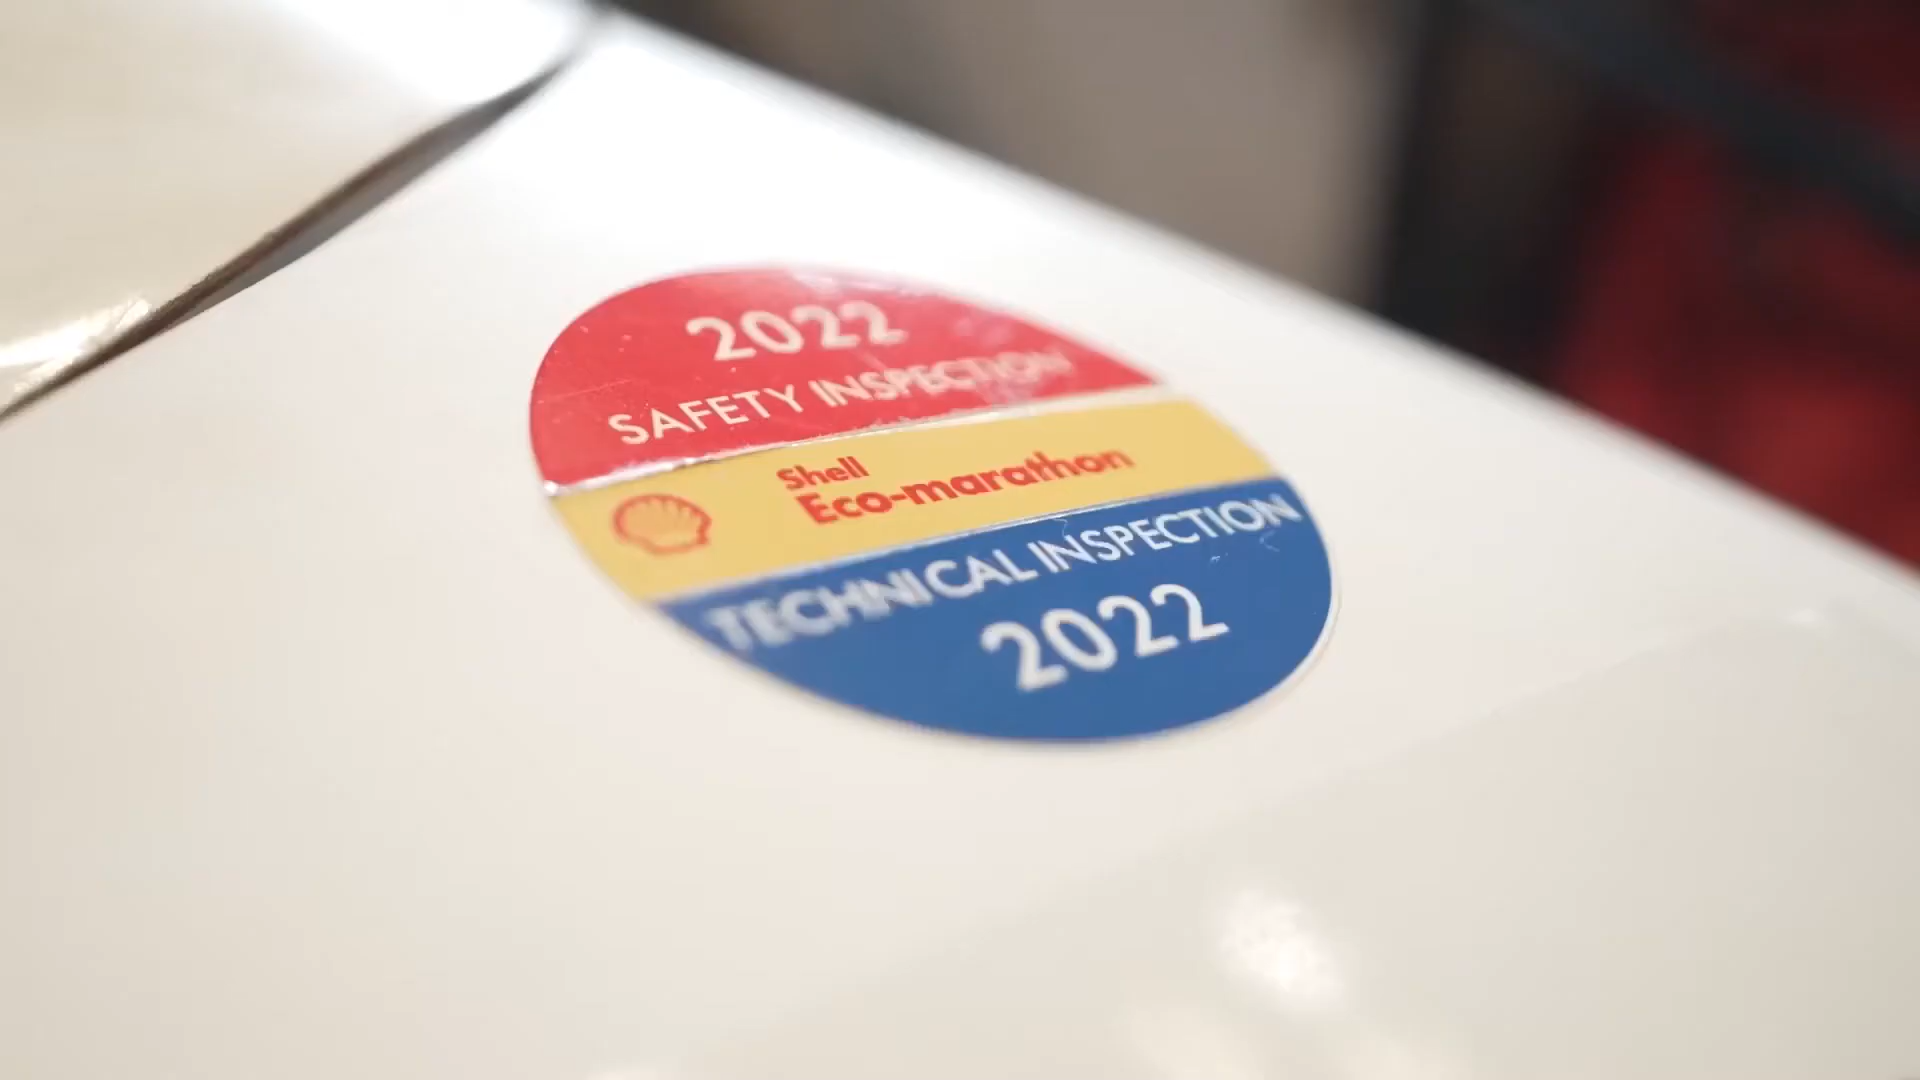 2022
SAFETY INSPECTION
Shell
Eco-marathon
TECHNICAL INSPECTION
2022